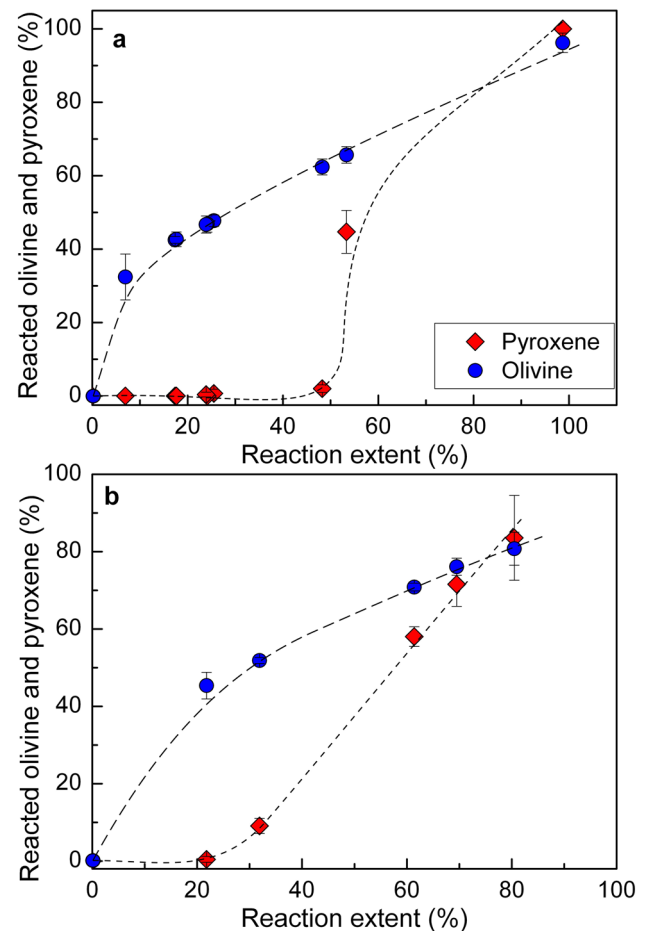 a
Reacted olivine and pyroxene (%)
100
80
60
40
20
0
Pyroxene
Olivine
0 20 40 60 80 100
Reaction extent (%)
b
Reacted olivine and pyroxene (%)
100
80
60
40
20
0
0 20 40 60 80 100
Reaction extent (%)